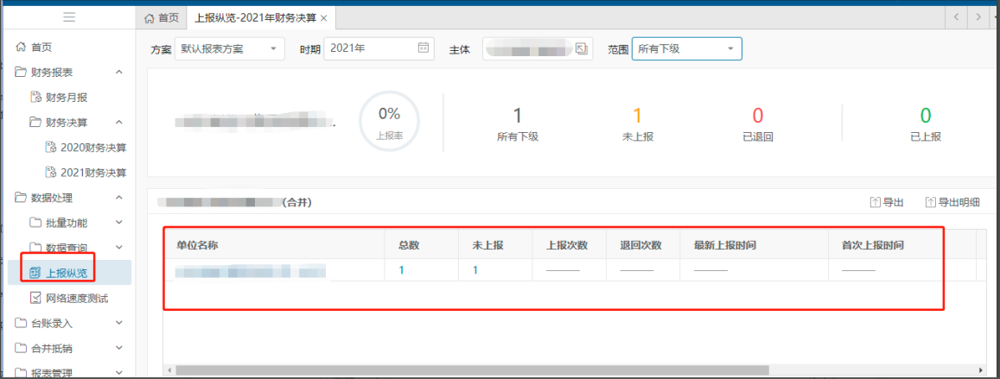 首页
上报纵览-2021年财务决算
首页
财务报表
财务月报
财务决算
2020财务决算
2021财务决算
数据处理
批量功能
数据查询
上报纵览
网络速度测试
台账录入
合并抵销
报表管理
方案 默认报表方案 时期 2021年 主体 范围 所有下级
0% 1 1 0 0
上报率 所有下级 未上报 已退回 已上报
(合并) 导出 导出明细
单位名称 总数 未上报 上报次数 退回次数 最新上报时间 首次上报时间
1 1